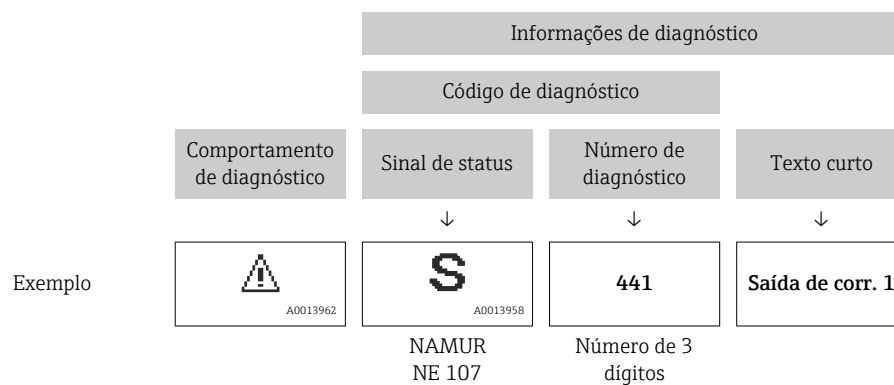 Informações de diagnóstico
Código de diagnóstico
Comportamento
de diagnóstico
Sinal de status
Número de
diagnóstico
Texto curto
↓ ↓ ↓
Exemplo
A0013962
S
A0013958
441
Saída de corr. 1
NAMUR
NE 107
Número de 3
dígitos